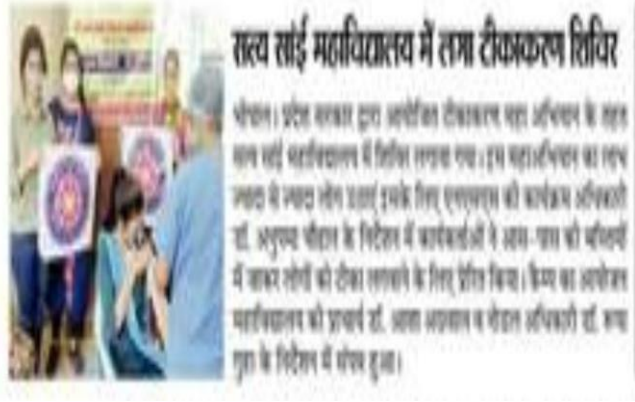 सत्य सांई महाविद्यालय में लगा टीकाकरण शिविर
भोपाल। प्रदेश सरकार द्वारा आयोजित टीकाकरण महा अभियान के तहत
सत्य सांई महाविद्यालय में शिविर लगाया गया। इस महाअभियान का लाभ
ज्यादा से ज्यादा लोग उठाएं इसके लिए एनएसएस की कार्यक्रम अधिकारी
डॉ. अनुपमा चौहान के निर्देशन में कार्यकर्ताओं ने आस-पास की बस्तियों
में जाकर लोगों को टीका लगवाने के लिए प्रेरित किया। कैम्प का आयोजन
महाविद्यालय की प्राचार्य डॉ. आशा अग्रवाल व नोडल अधिकारी डॉ. रूपा
गुप्ता के निर्देशन में संपन्न हुआ।